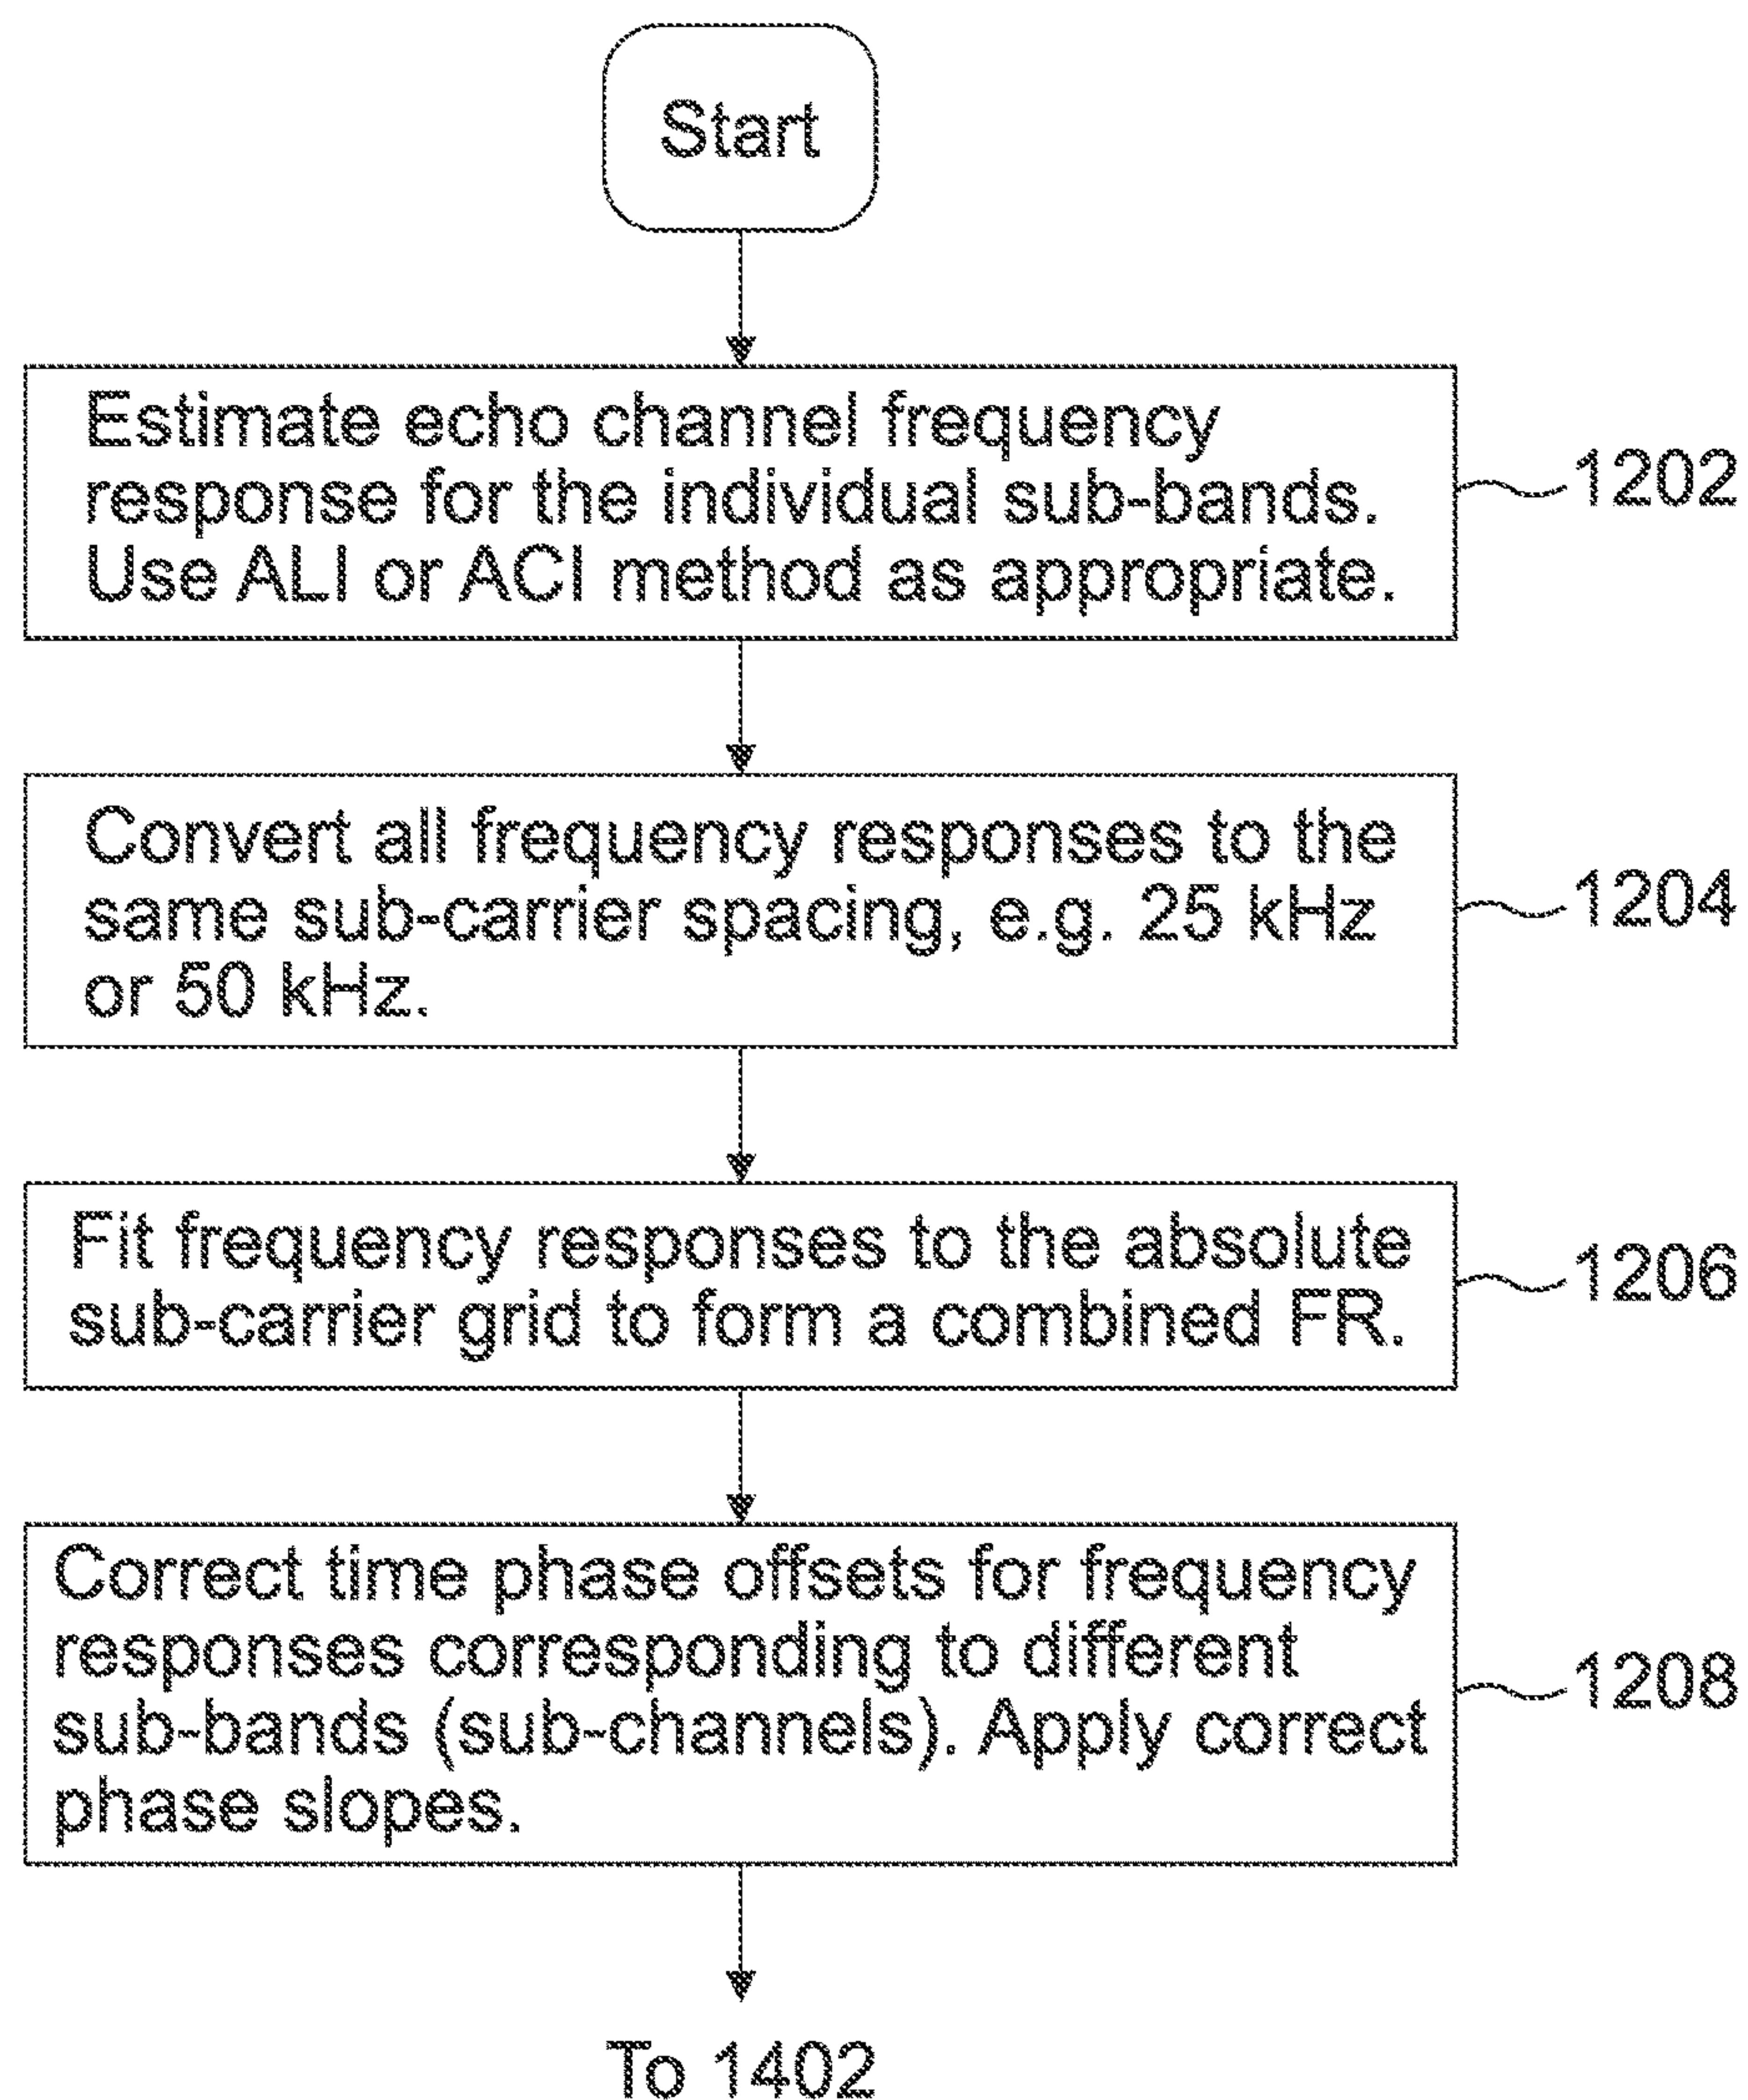 Start
Estimate echo channel frequency
response for the individual sub-bands.
Use ALI or ACI method as appropriate.
1202
Convert all frequency responses to the
same sub-carrier spacing, e.g. 25 kHz
or 50 kHz.
1204
Fit frequency responses to the absolute
sub-carrier grid to form a combined FR.
1206
Correct time phase offsets for frequency
responses corresponding to different
sub-bands (sub-channels). Apply correct
phase slopes.
1208
To 1402